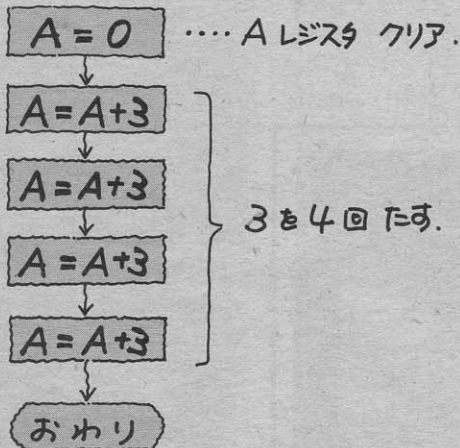 A = 0 ···· A レジスタ クリア.
A = A+3
A = A+3
A = A+3
A = A+3
3を4回 たす.
おわり